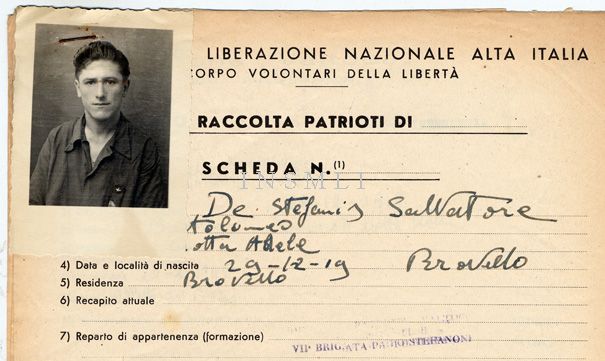 LIBERAZIONE NAZIONALE ALTA ITALIA
CORPO VOLONTARI DELLA LIBERTÀ
RACCOLTA PATRIOTI DI
SCHEDA N. (1)
INSMLI
De Stefanis Salvatore
tolomeo
otta Adele
4) Data e località di nascita 29-12-19 Brovello
5) Residenza Brovello
6) Recapito attuale
7) Reparto di appartenenza (formazione) VIIª BRIGATA